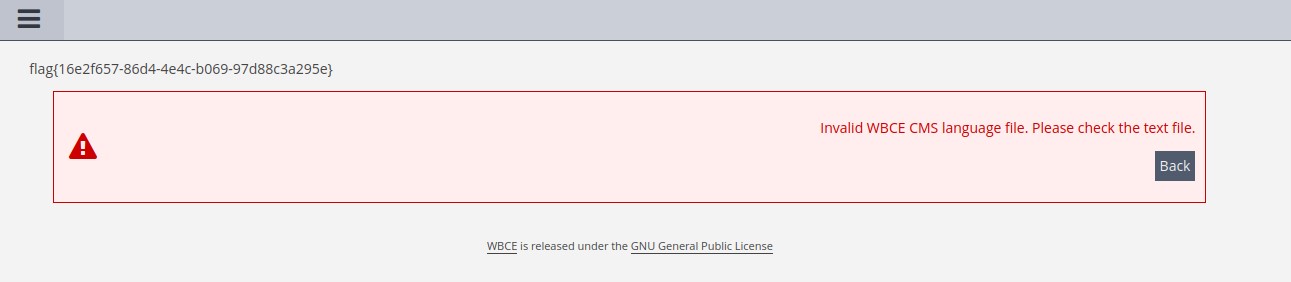 flag{16e2f657-86d4-4e4c-b069-97d88c3a295e}
Invalid WBCE CMS language file. Please check the text file.
Back
WBCE is released under the GNU General Public License